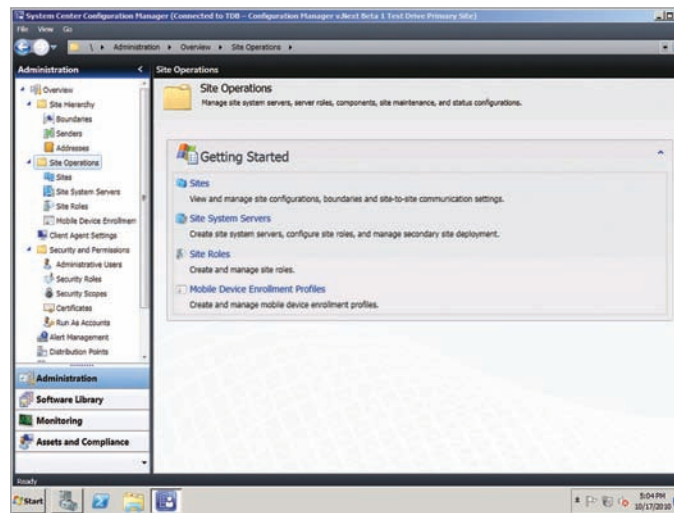 System Center Configuration Manager (Connected to TDB - Configuration Manager v.Next Beta 1 Test Drive Primary Site)
File View Go
\ Administration Overview Site Operations
Administration
Overview
Site Hierarchy
Boundaries
Senders
Addresses
Site Operations
Sites
Site System Servers
Site Roles
Mobile Device Enrollmen
Client Agent Settings
Security and Permissions
Administrative Users
Security Roles
Security Scopes
Certificates
Run As Accounts
Alert Management
Distribution Points
Administration
Software Library
Monitoring
Assets and Compliance
Site Operations
Site Operations
Manage site system servers, server roles, components, site maintenance, and status configurations.
Getting Started
Sites
View and manage site configurations, boundaries and site-to-site communication settings.
Site System Servers
Create site system servers, configure site roles, and manage secondary site deployment.
Site Roles
Create and manage site roles.
Mobile Device Enrollment Profiles
Create and manage mobile device enrollment profiles.
Ready
Start
5:04 PM
10/17/2010